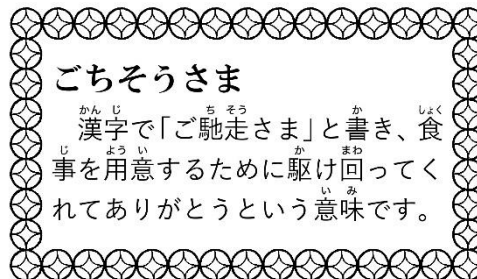 ごちそうさま
漢字で「ご馳走さま」と書き、食
事を用意するために駆け回ってく
れてありがとうという意味です。